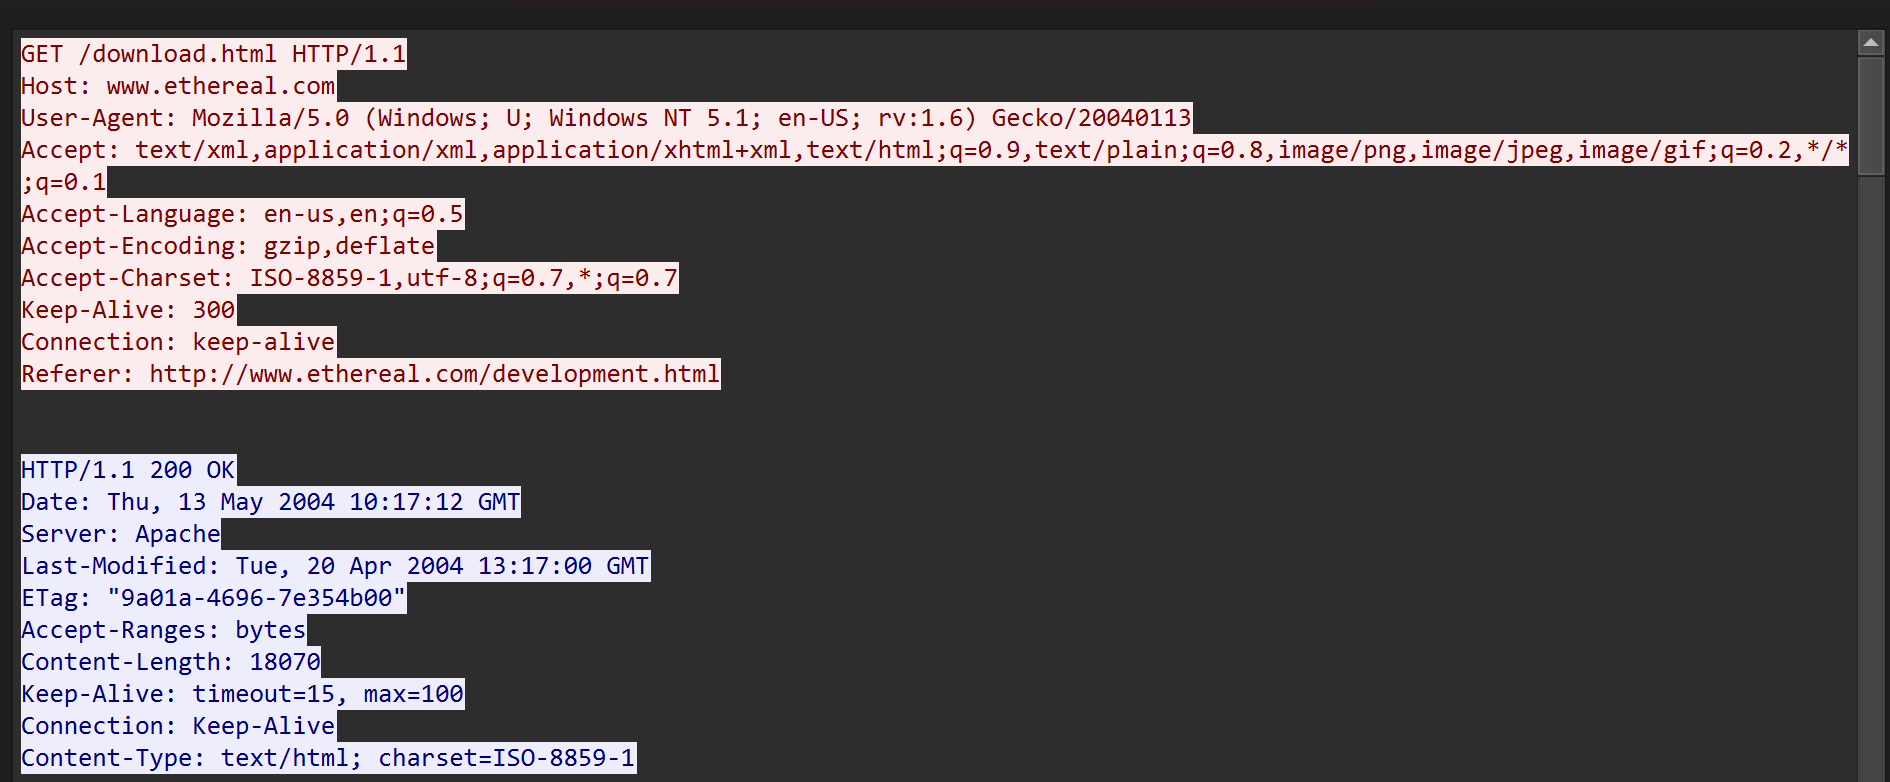 GET /download.html HTTP/1.1
Host: www.ethereal.com
User-Agent: Mozilla/5.0 (Windows; U; Windows NT 5.1; en-US; rv:1.6) Gecko/20040113
Accept: text/xml,application/xml,application/xhtml+xml,text/html;q=0.9,text/plain;q=0.8,image/png,image/jpeg,image/gif;q=0.2,*/*
;q=0.1
Accept-Language: en-us,en;q=0.5
Accept-Encoding: gzip,deflate
Accept-Charset: ISO-8859-1,utf-8;q=0.7,*;q=0.7
Keep-Alive: 300
Connection: keep-alive
Referer: http://www.ethereal.com/development.html
HTTP/1.1 200 OK
Date: Thu, 13 May 2004 10:17:12 GMT
Server: Apache
Last-Modified: Tue, 20 Apr 2004 13:17:00 GMT
ETag: "9a01a-4696-7e354b00"
Accept-Ranges: bytes
Content-Length: 18070
Keep-Alive: timeout=15, max=100
Connection: Keep-Alive
Content-Type: text/html; charset=ISO-8859-1